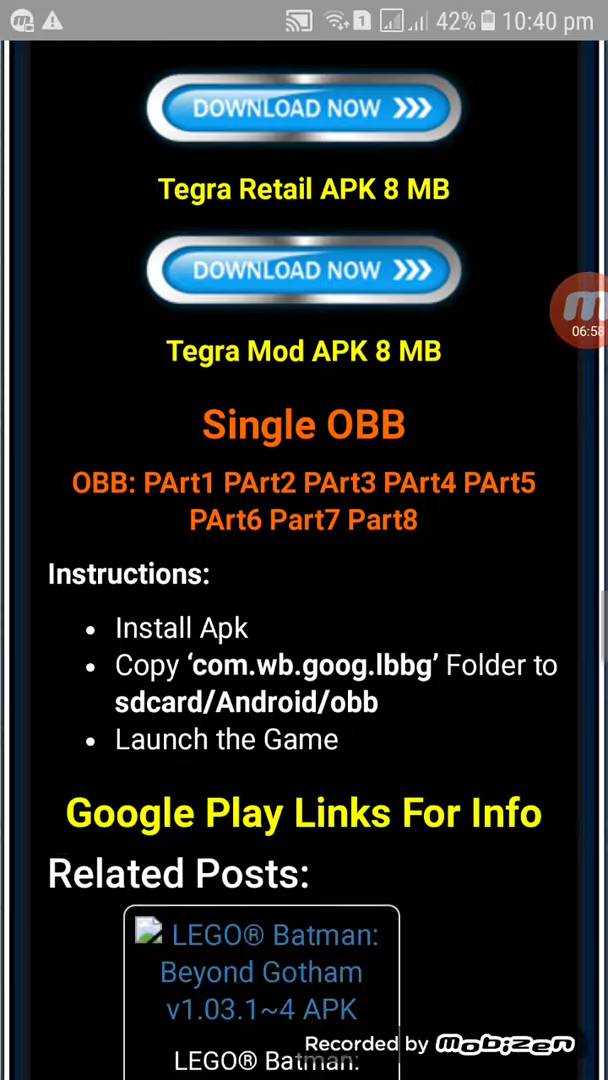 42% 10:40 pm
DOWNLOAD NOW >>>
Tegra Retail APK 8 MB
DOWNLOAD NOW >>>
06:58
Tegra Mod APK 8 MB
Single OBB
OBB: PArt1 PArt2 PArt3 PArt4 PArt5
PArt6 Part7 Part8
Instructions:
• Install Apk
• Copy ‘com.wb.goog.lbbg’ Folder to
sdcard/Android/obb
• Launch the Game
Google Play Links For Info
Related Posts:
LEGO® Batman:
Beyond Gotham
v1.03.1~4 APK
Recorded by Mobizen
LEGO® Batman: